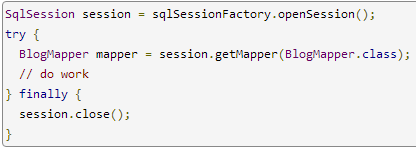 SqlSession session = sqlSessionFactory.openSession();
try {
  BlogMapper mapper = session.getMapper(BlogMapper.class);
  // do work
} finally {
  session.close();
}